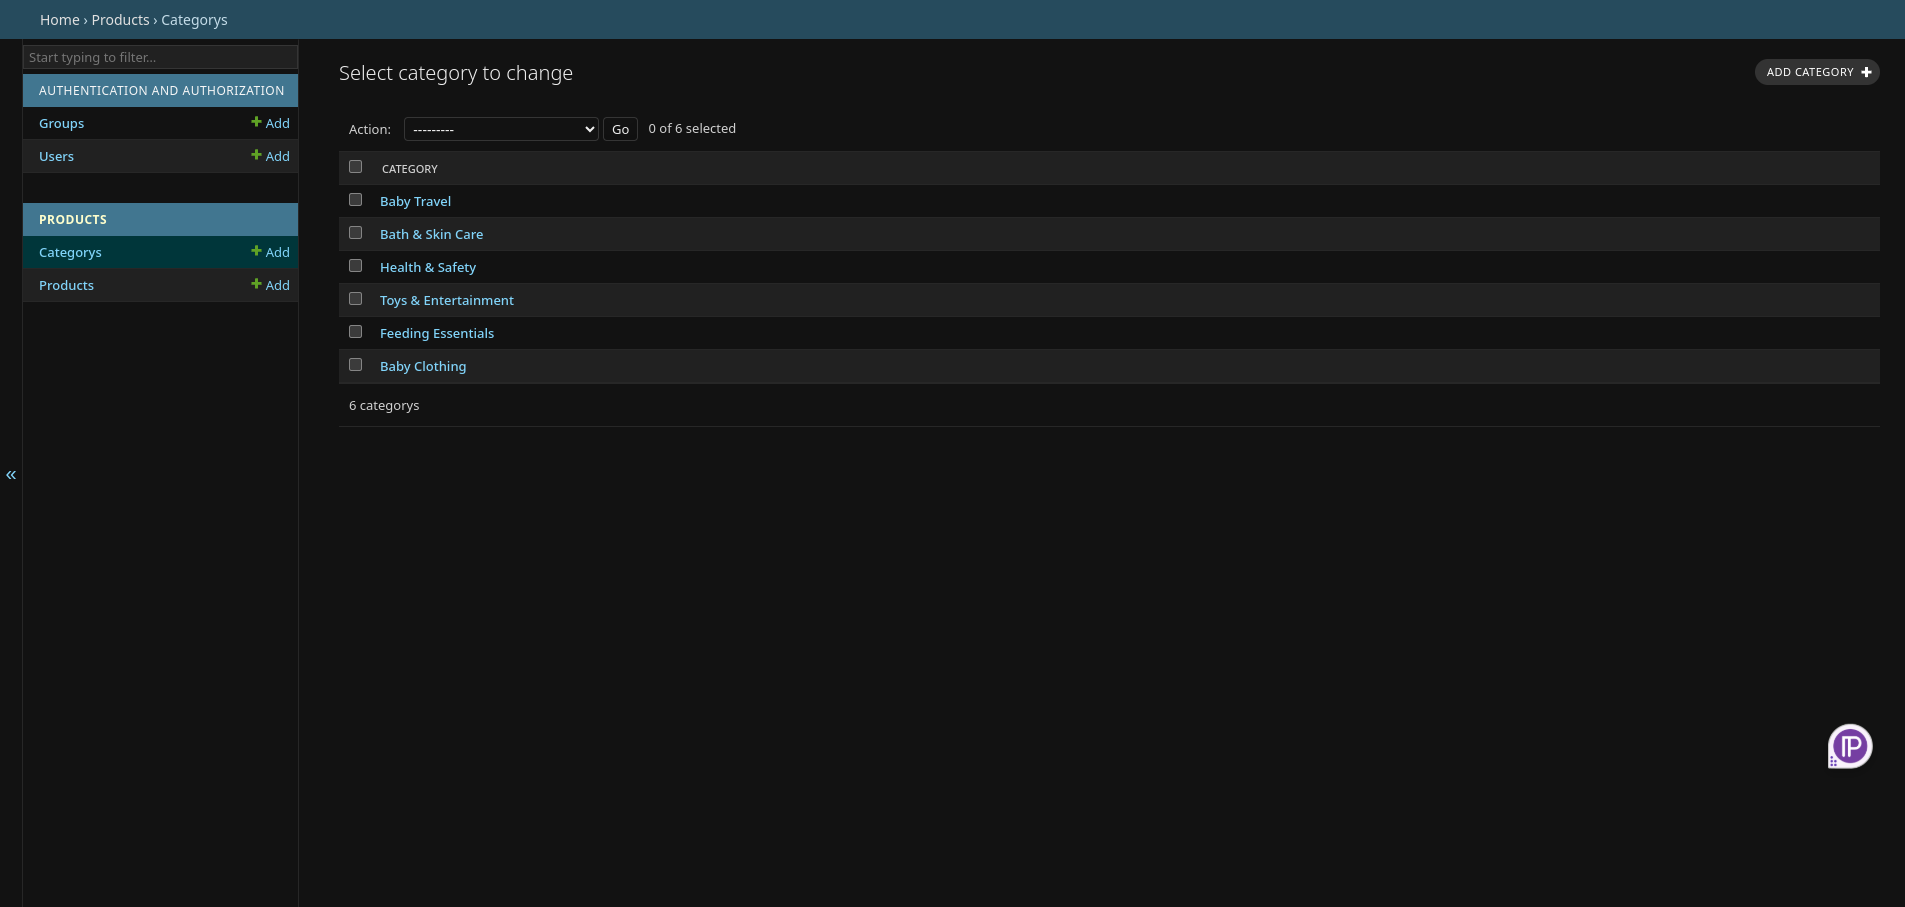 Home › Products › Categorys
Start typing to filter...
AUTHENTICATION AND AUTHORIZATION
Groups + Add
Users + Add
PRODUCTS
Categorys + Add
Products + Add
«
Select category to change
ADD CATEGORY +
Action: --------- Go 0 of 6 selected
CATEGORY
Baby Travel
Bath & Skin Care
Health & Safety
Toys & Entertainment
Feeding Essentials
Baby Clothing
6 categorys